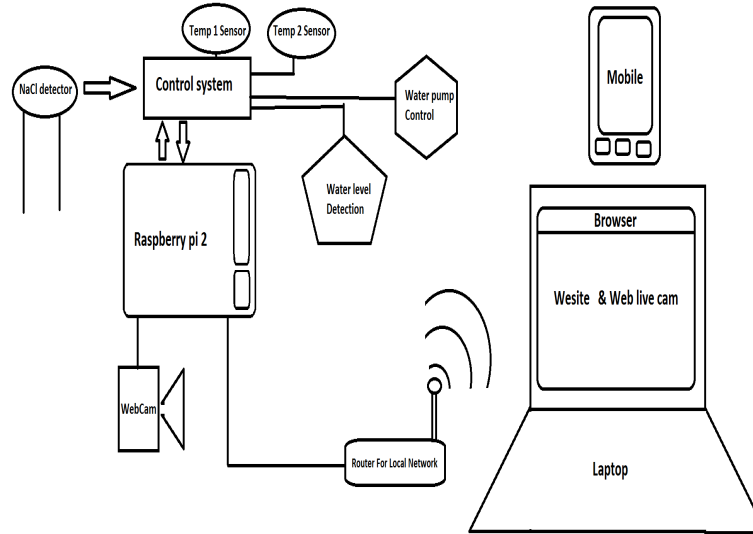 Temp 1 Sensor
Temp 2 Sensor
NaCl detector
Control system
Water pump
Control
Mobile
Water level
Detection
Raspberry pi 2
Browser
Wesite & Web live cam
WebCam
Router For Local Network
Laptop